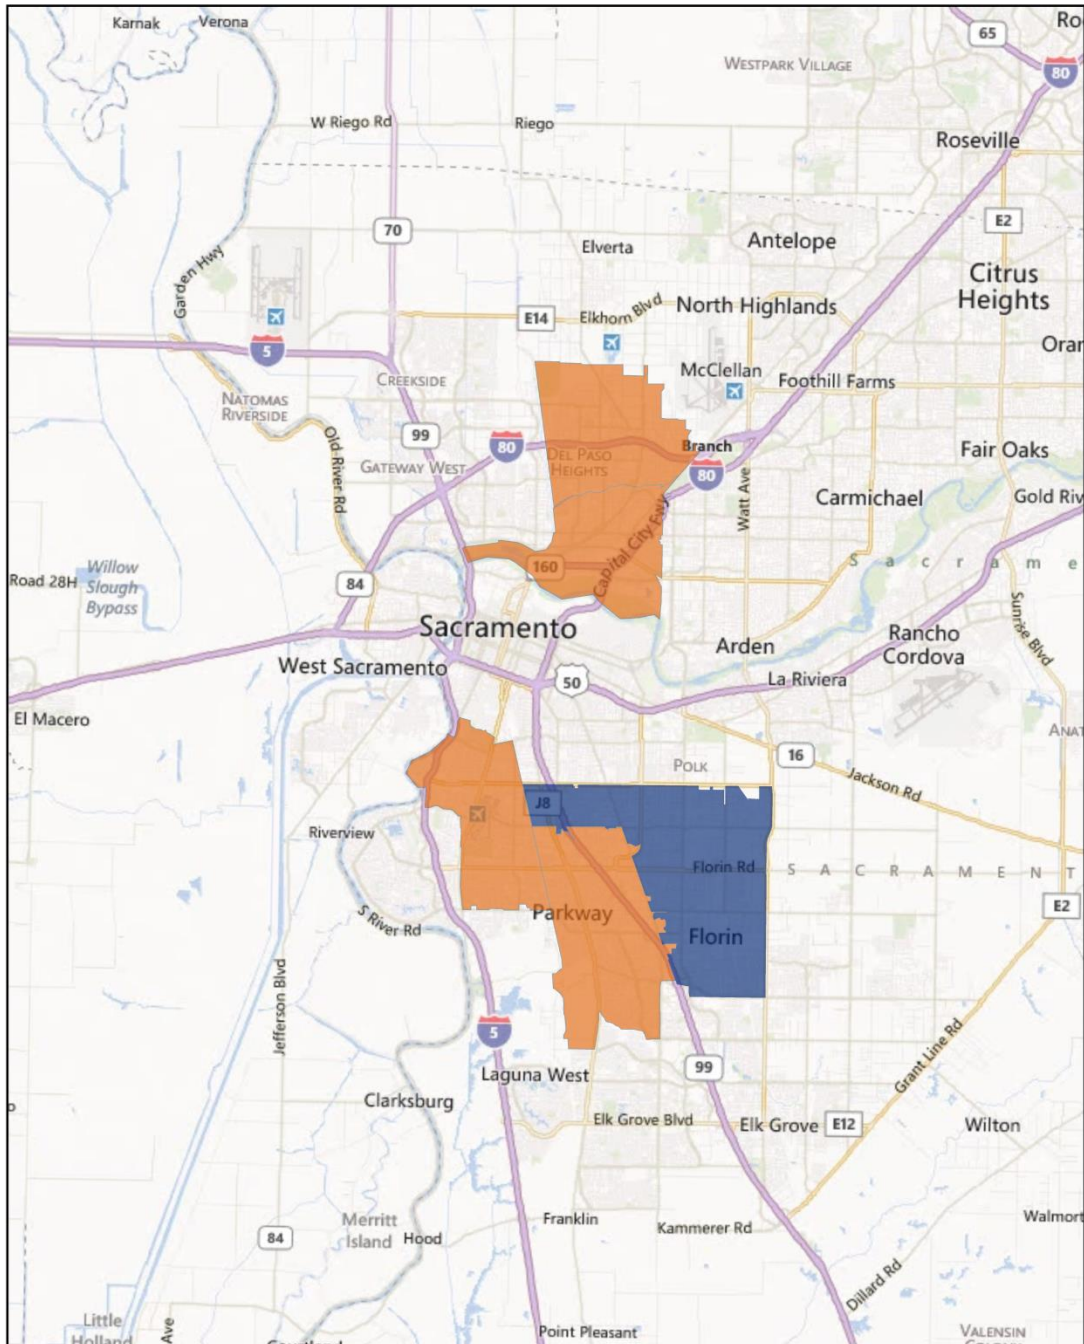 Karnak
Verona
65
Ro
WESTPARK VILLAGE
80
W Riego Rd
Riego
Roseville
E2
70
Elverta
Antelope
Garden Hwy
Citrus
Heights
North Highlands
E14
Elkhorn Blvd
5
Orar
McClellan
CREEKSIDE
Foothill Farms
NATOMAS
RIVERSIDE
99
Old River Rd
80
Branch
Fair Oaks
DEL PASO
HEIGHTS
GATEWAY WEST
80
Watt Ave
Carmichael
Gold Riv
Capital City Fwy
S a c r a m e
Willow
Slough
Bypass
Road 28H
84
160
Sunrise Blvd
Sacramento
Rancho
Cordova
Arden
West Sacramento
La Riviera
50
El Macero
ANAT
16
POLK
Jackson Rd
J8
Riverview
Florin Rd
S A C R A M E N T
E2
Parkway
S River Rd
Florin
Jefferson Blvd
5
Grant Line Rd
99
Laguna West
Clarksburg
Elk Grove Blvd
Elk Grove
E12
Wilton
Merritt
Island
Hood
84
Franklin
Kammerer Rd
Walmort
Dillard Rd
Little
Holland
Ave
Point Pleasant
VALENSIN